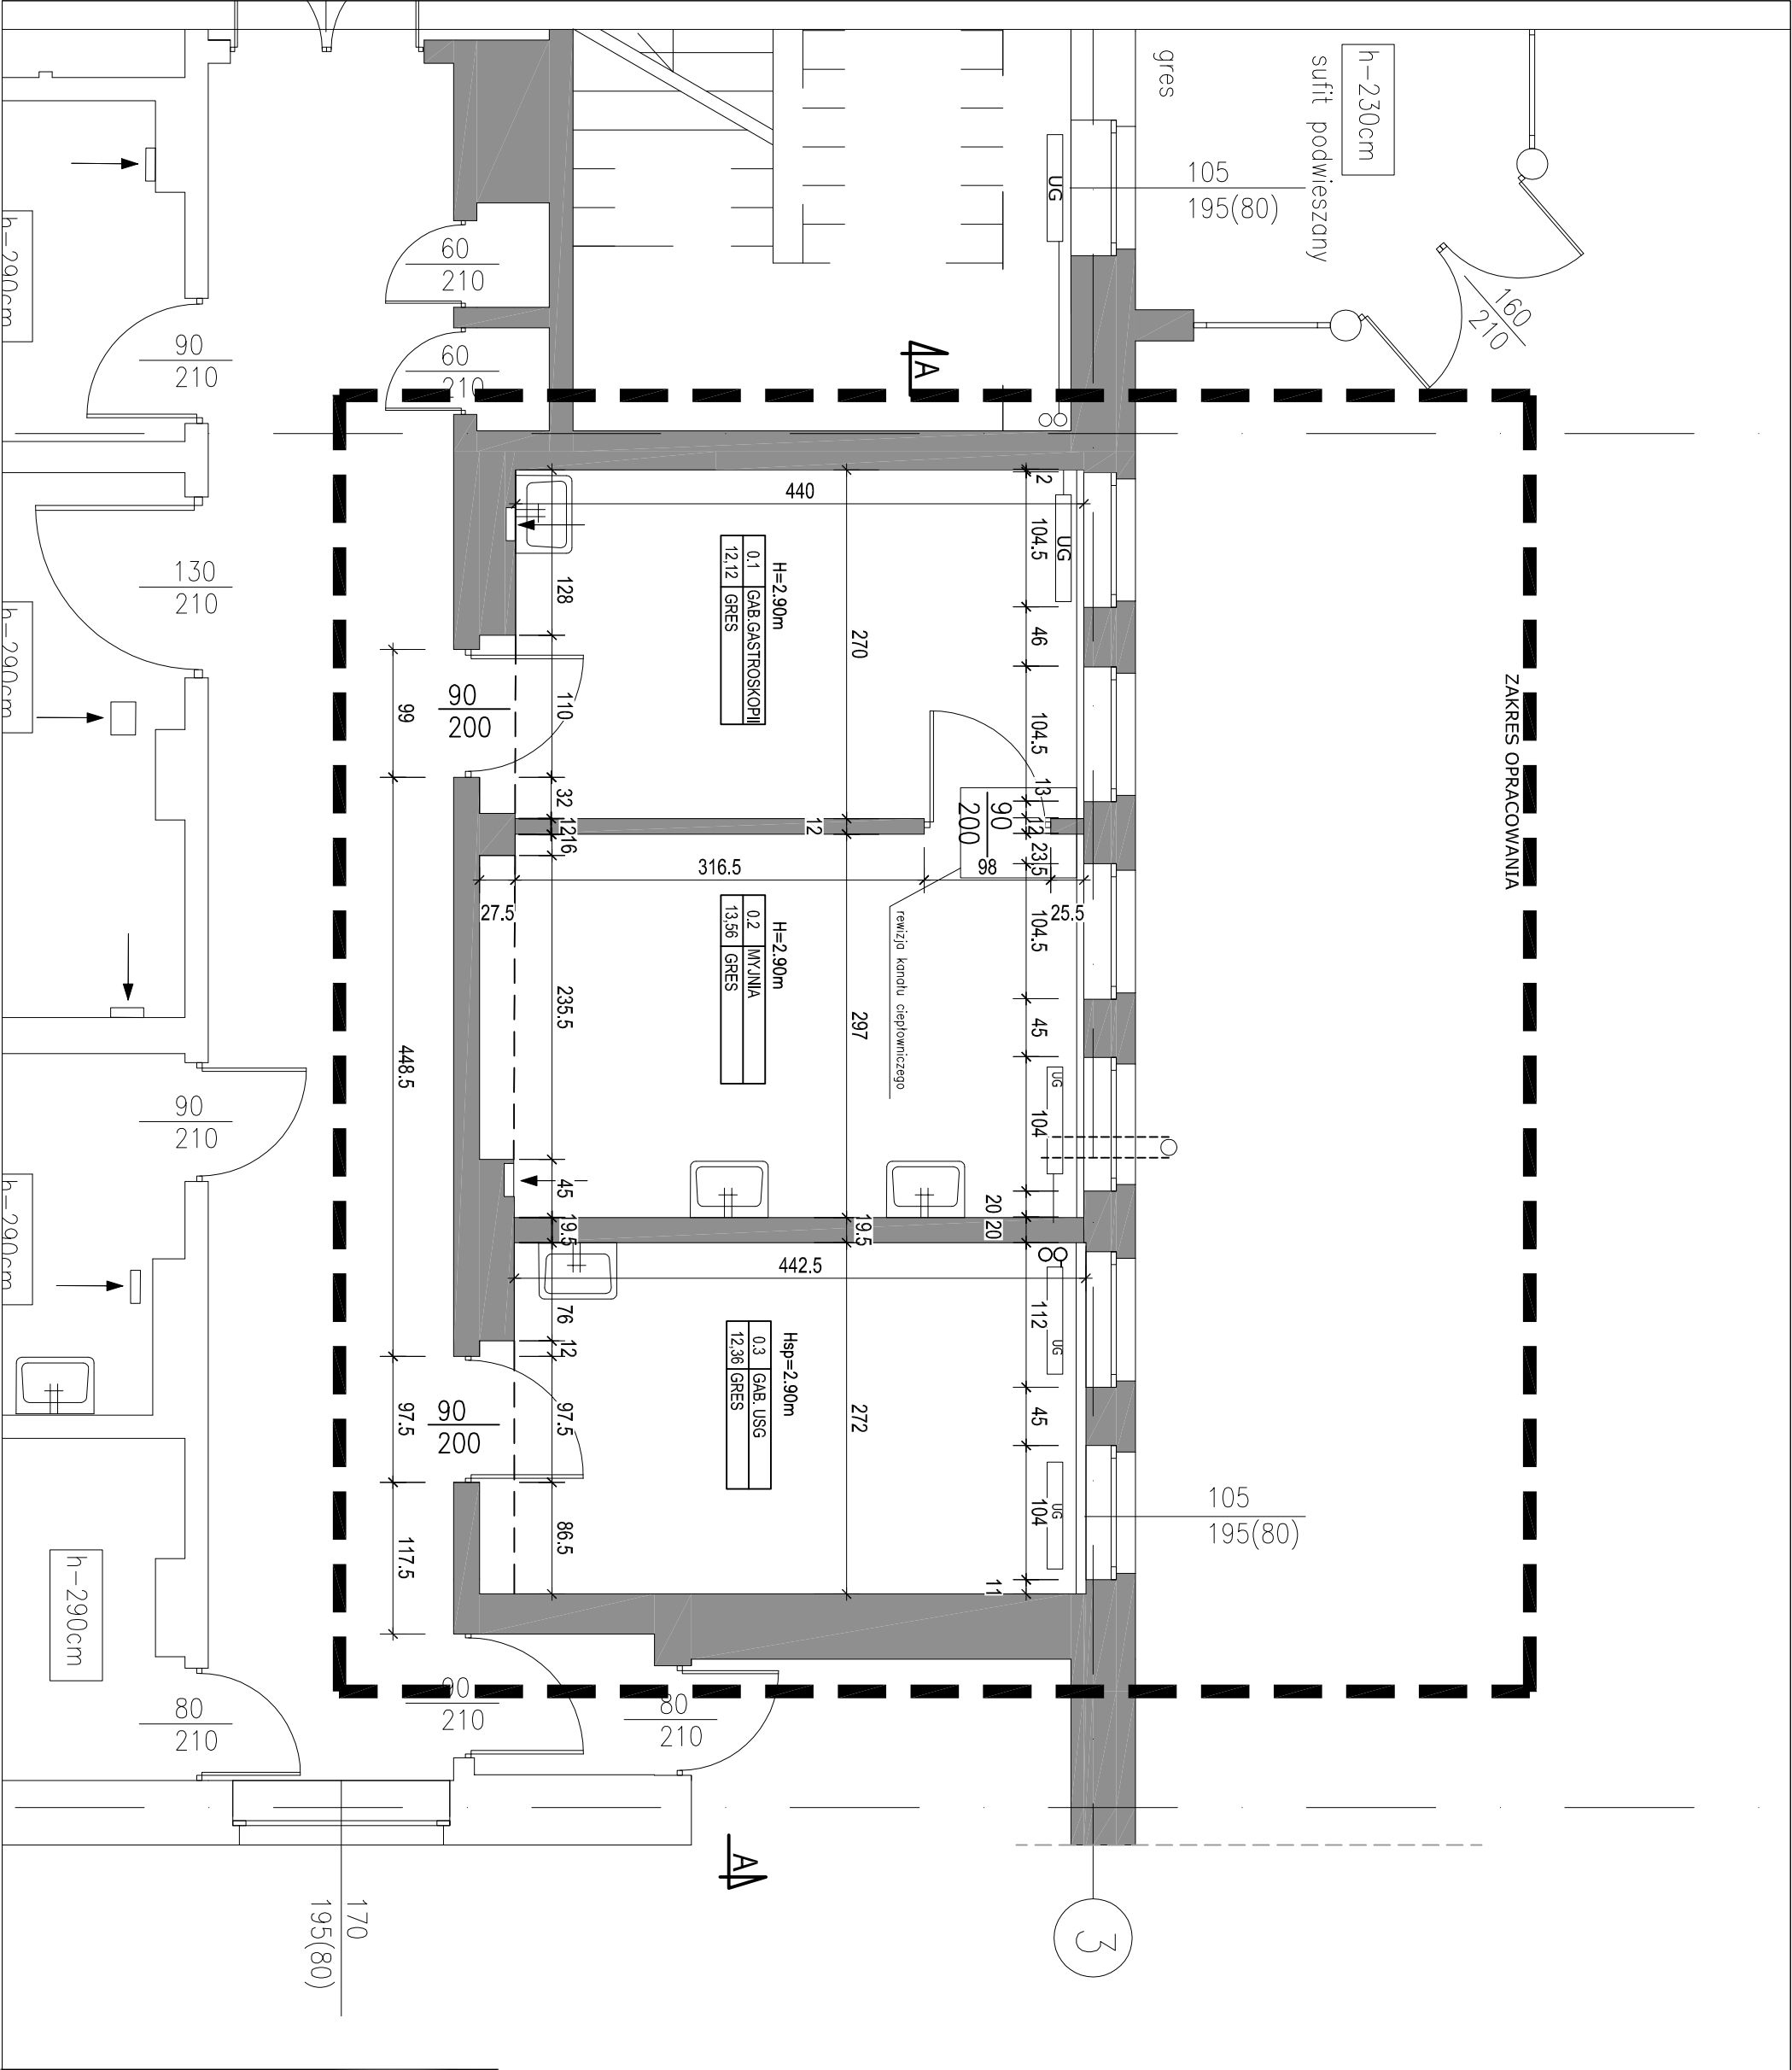 gres
h-230cm
sufit podwieszany
105
195(80)
160
210
UG
60
210
60
210
90
210
h-290cm
A
ZAKRES OPRACOWANIA
440
2
104.5
46
104.5
13
12
23.5
104.5
45
104
20
20
112
45
104
11
UG
H=2.90m
0.1 GAB.GASTROSKOPII
12,12 GRES
270
12
297
19.5
272
128
110
32
12
16
235.5
45
19.5
76
12
97.5
86.5
99
448.5
97.5
117.5
90
200
90
200
98
316.5
27.5
25.5
H=2.90m
0.2 MYJNIA
13,56 GRES
rewizja kanału ciepłowniczego
UG
442.5
UG
Hsp=2.90m
0.3 GAB. USG
12,36 GRES
UG
90
200
105
195(80)
130
210
h-290cm
90
210
h-290cm
h-290cm
80
210
90
210
80
210
A
170
195(80)
3